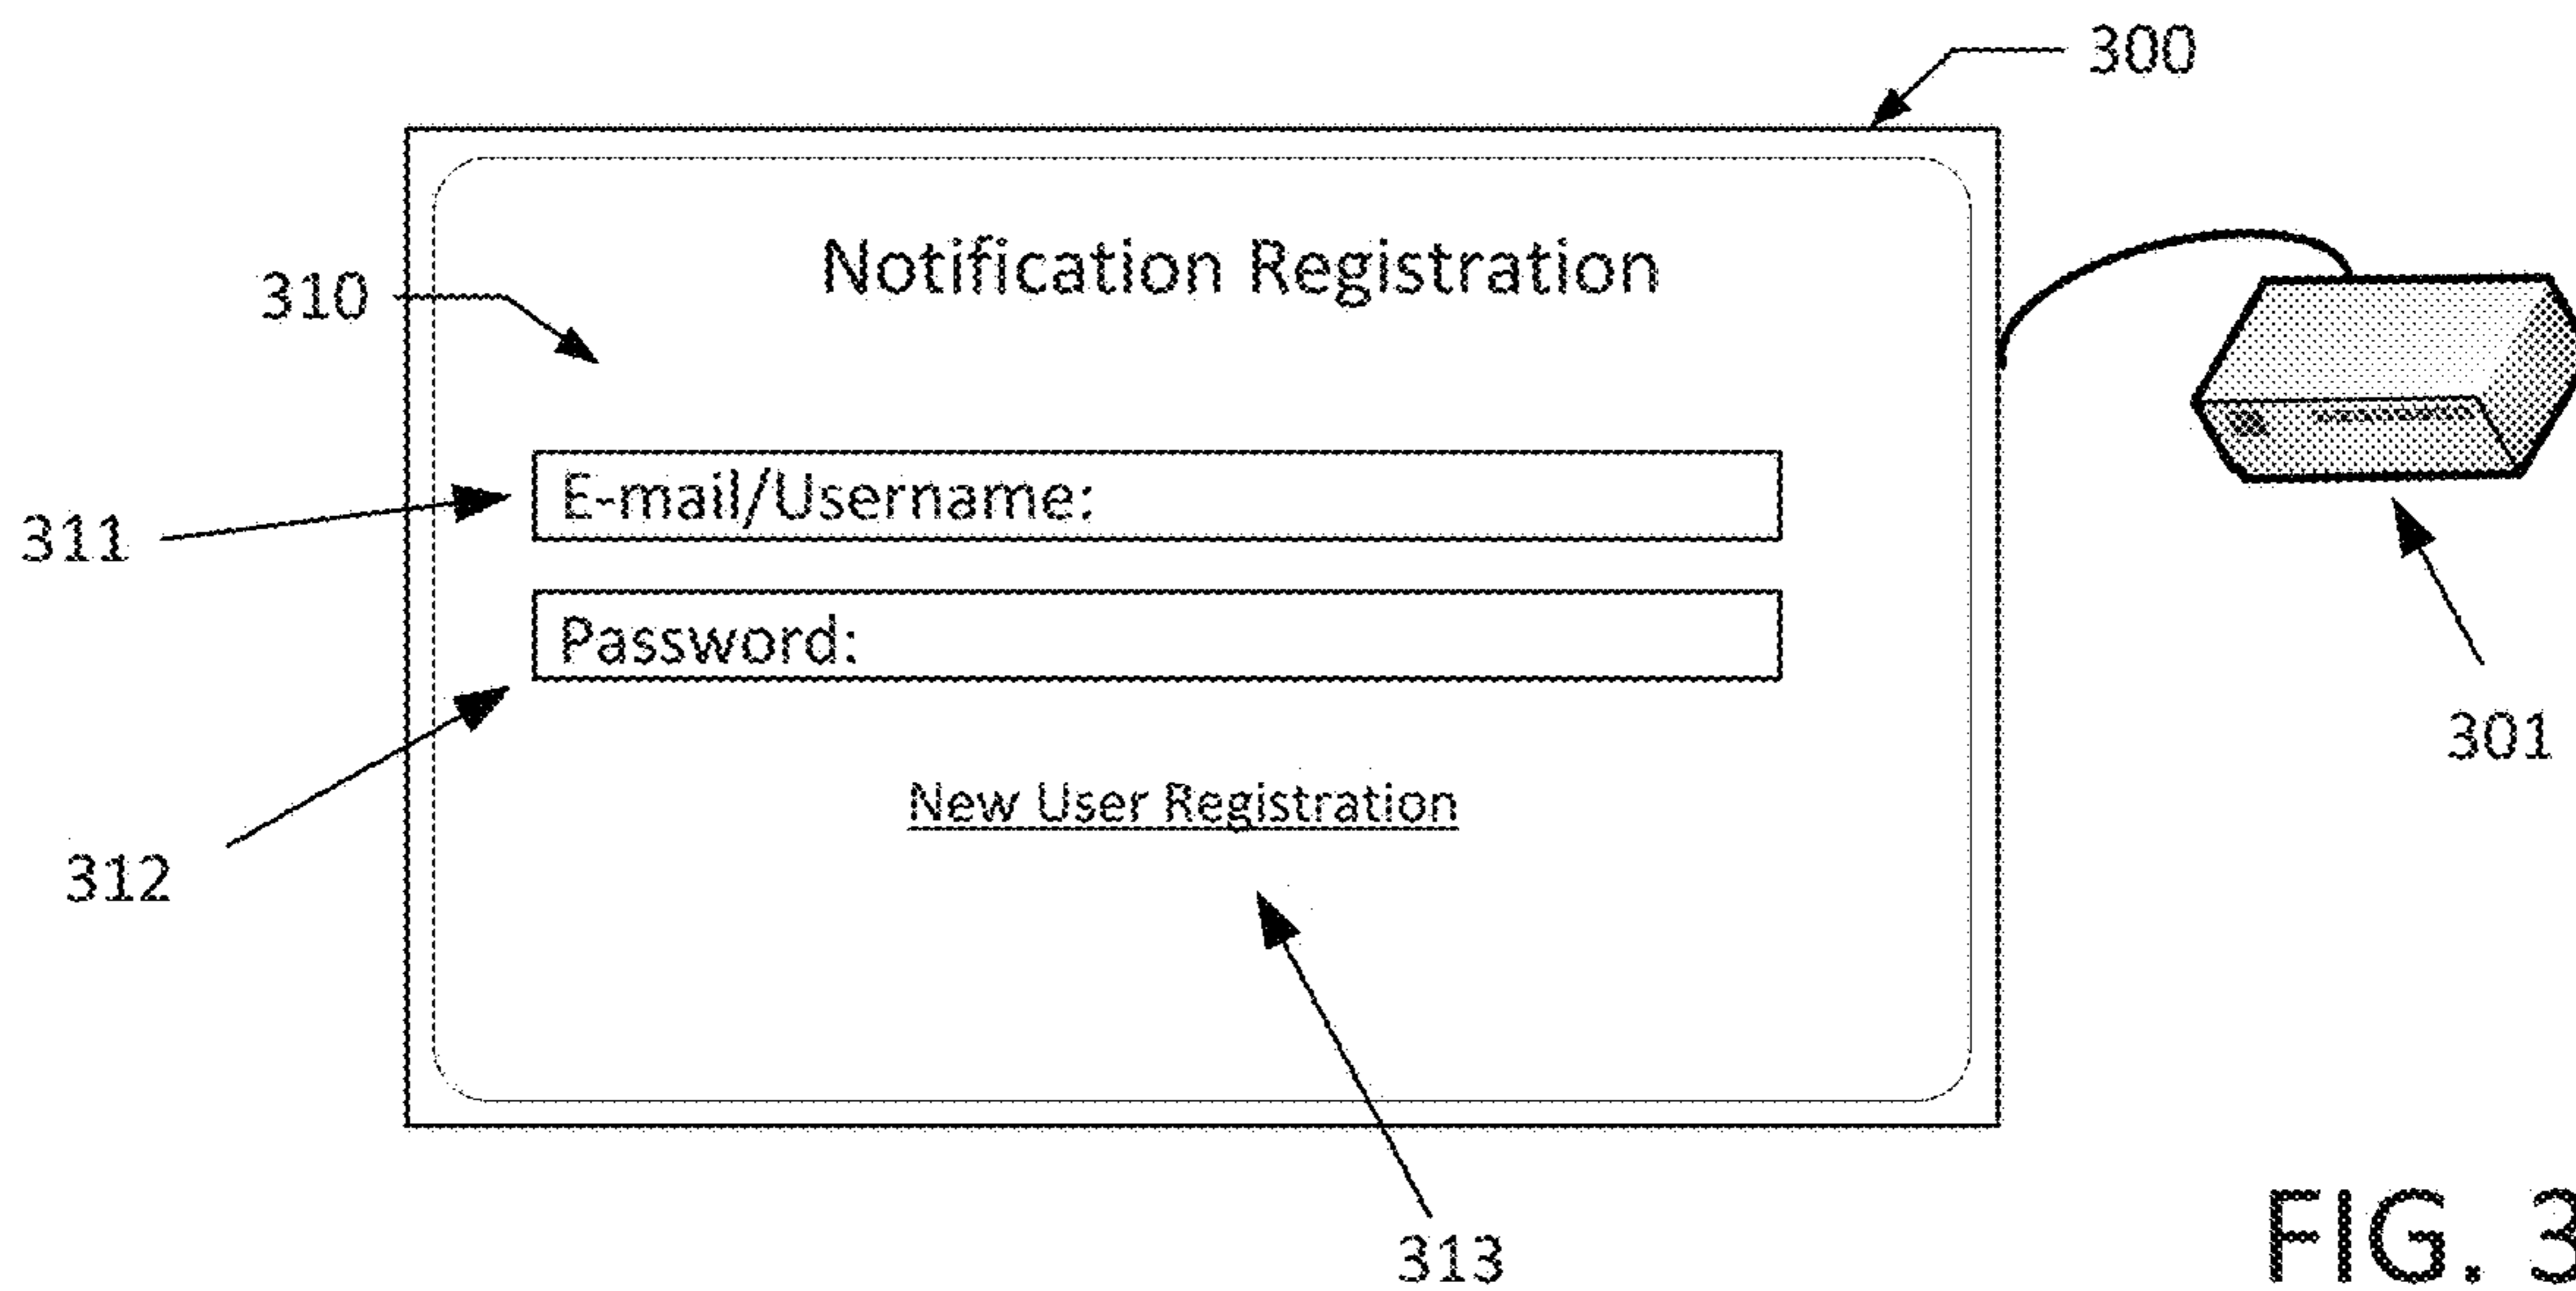 300
Notification Registration
310
E-mail/Username:
311
Password:
301
New User Registration
312
313
FIG. 3